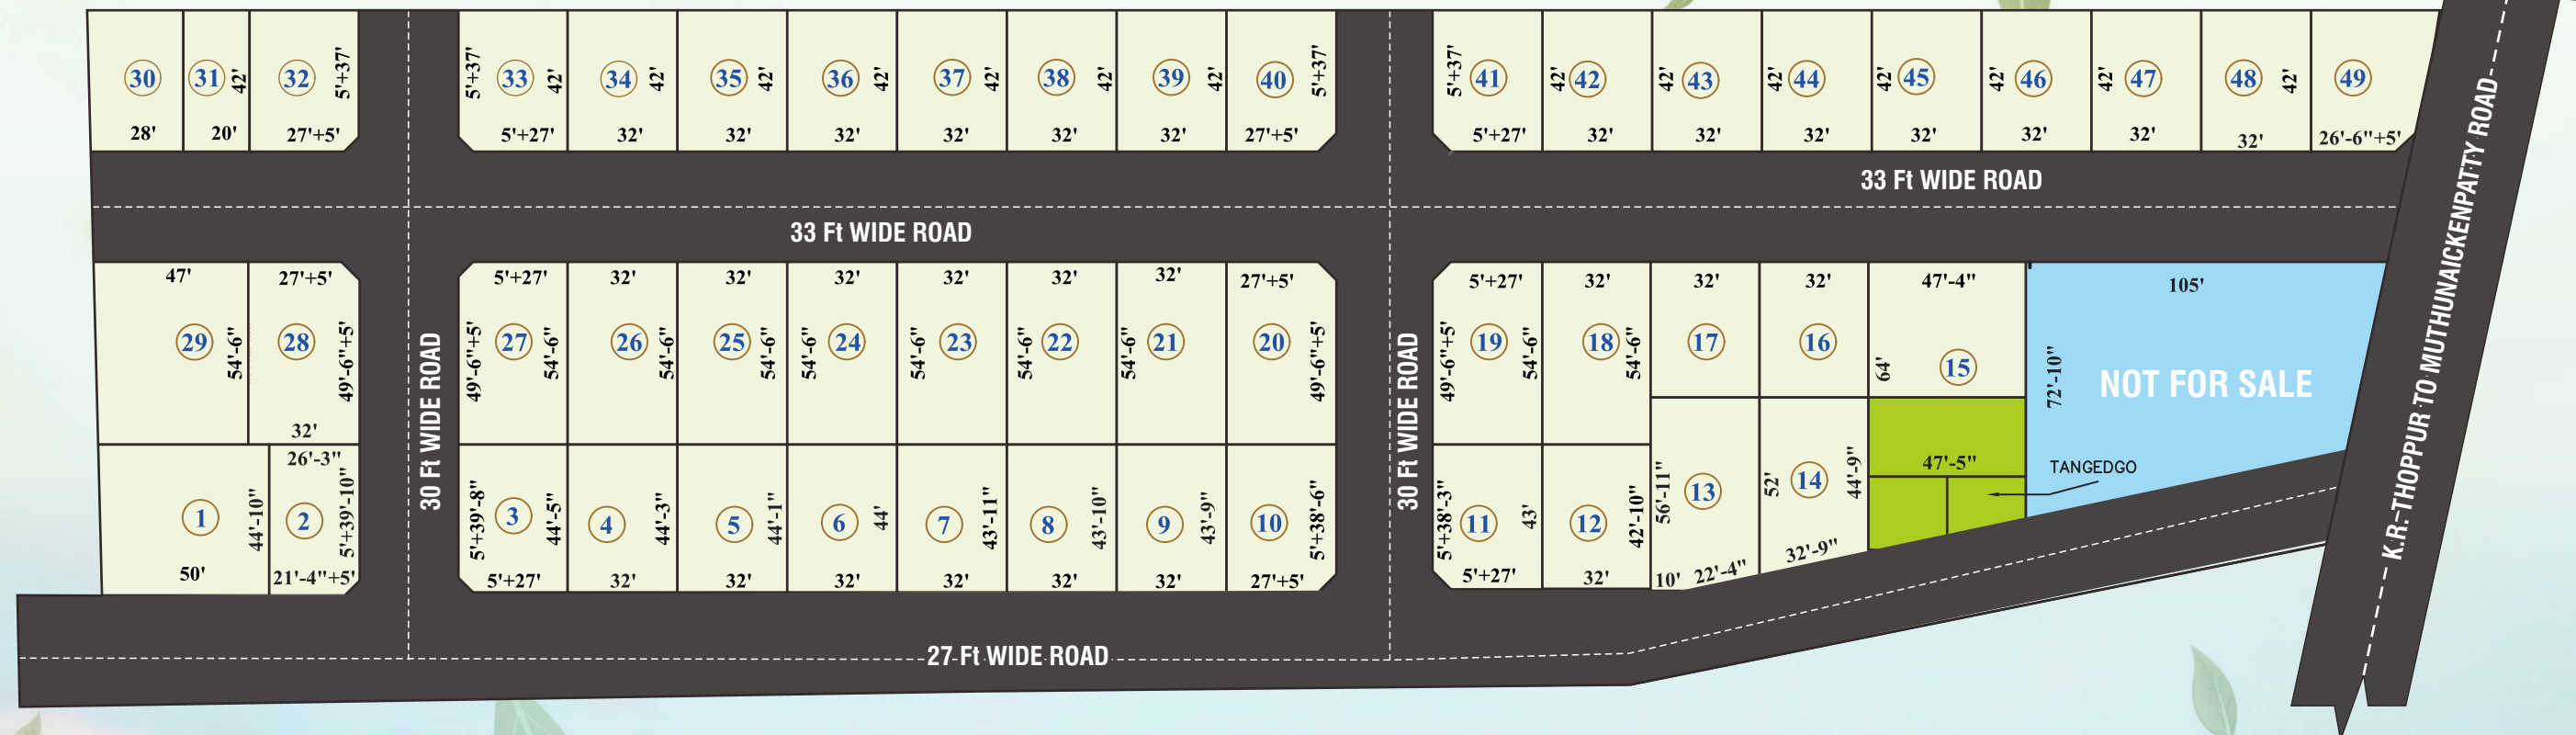 30 31 42' 32 5'+37'
28' 20' 27'+5'
5'+37' 33 42' 34 42' 35 42' 36 42' 37 42' 38 42' 39 42' 40 5'+37'
5'+27' 32' 32' 32' 32' 32' 32' 27'+5'
5'+37' 41 42' 42 42' 43 42' 44 42' 45 42' 46 42' 47 48 42' 49
5'+27' 32' 32' 32' 32' 32' 32' 32' 26'-6"+5'
33 Ft WIDE ROAD
33 Ft WIDE ROAD
K.R.-THOPPUR TO MUTHUNAICKENPATTY ROAD
47' 27'+5'
29 54'-6" 28 49'-6"+5'
32'
30 Ft WIDE ROAD
5'+27' 32' 32' 32' 32' 32' 32' 27'+5'
49'-6"+5' 27 54'-6" 26 54'-6" 25 54'-6" 54'-6" 24 54'-6" 23 54'-6" 22 54'-6" 21 20 49'-6"+5'
30 Ft WIDE ROAD
5'+27' 32' 32' 32' 47'-4" 105'
49'-6"+5' 19 54'-6" 18 54'-6" 17 16 64' 15 72'-10"
NOT FOR SALE
26'-3"
1 44'-10" 2 5'+39'-10"
50' 21'-4"+5'
5'+39'-8" 3 44'-5" 4 44'-3" 5 44'-1" 6 44' 7 43'-11" 8 43'-10" 9 43'-9" 10 5'+38'-6"
5'+27' 32' 32' 32' 32' 32' 32' 27'+5'
5'+38'-3" 11 43' 12 42'-10" 56'-11" 13 52' 14 44'-9"
5'+27' 32' 10' 22'-4" 32'-9"
47'-5"
TANGEDGO
27 Ft WIDE ROAD